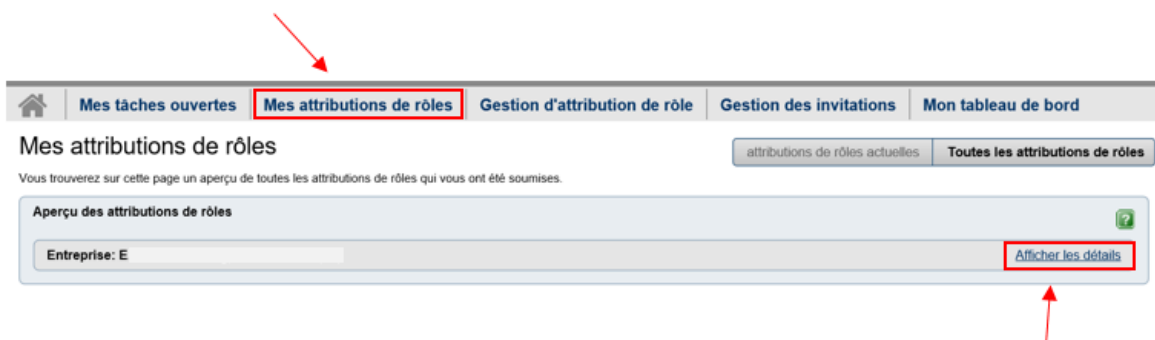 Mes tâches ouvertes Mes attributions de rôles Gestion d'attribution de rôle Gestion des invitations Mon tableau de bord
Mes attributions de rôles
attributions de rôles actuelles Toutes les attributions de rôles
Vous trouverez sur cette page un aperçu de toutes les attributions de rôles qui vous ont été soumises.
Aperçu des attributions de rôles
?
Entreprise: E Afficher les détails